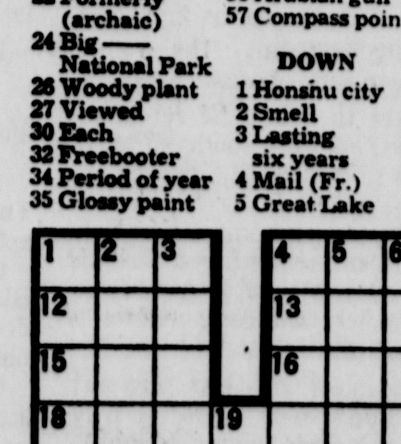 (archaic)
24 Big ——
National Park
26 Woody plant
27 Viewed
30 Each
32 Freebooter
34 Period of year
35 Glossy paint
57 Compass poin
DOWN
1 Honshu city
2 Smell
3 Lasting
six years
4 Mail (Fr.)
5 Great Lake
1 2 3 4 5 6
12 13
15 16
18 19